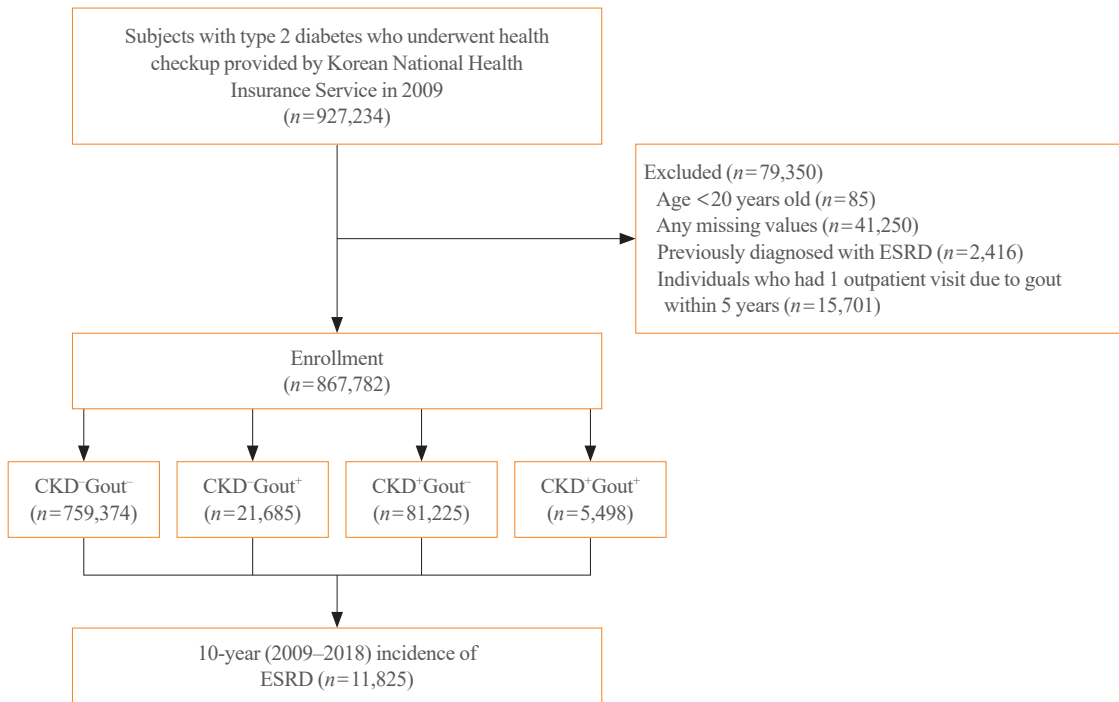 Subjects with type 2 diabetes who underwent health
checkup provided by Korean National Health
Insurance Service in 2009
(n=927,234)
Excluded (n=79,350)
Age <20 years old (n=85)
Any missing values (n=41,250)
Previously diagnosed with ESRD (n=2,416)
Individuals who had 1 outpatient visit due to gout
within 5 years (n=15,701)
Enrollment
(n=867,782)
CKD⁻Gout⁻
(n=759,374)
CKD⁻Gout⁺
(n=21,685)
CKD⁺Gout⁻
(n=81,225)
CKD⁺Gout⁺
(n=5,498)
10-year (2009–2018) incidence of
ESRD (n=11,825)